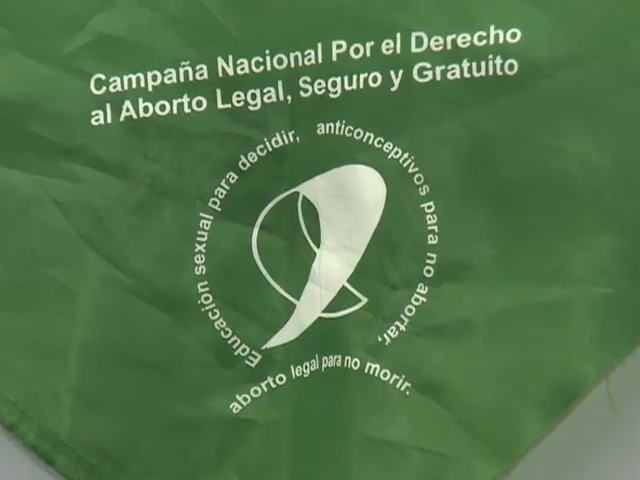 Campaña Nacional Por el Derecho
al Aborto Legal, Seguro y Gratuito
Educación sexual para decidir, anticonceptivos para no abortar,
aborto legal para no morir.